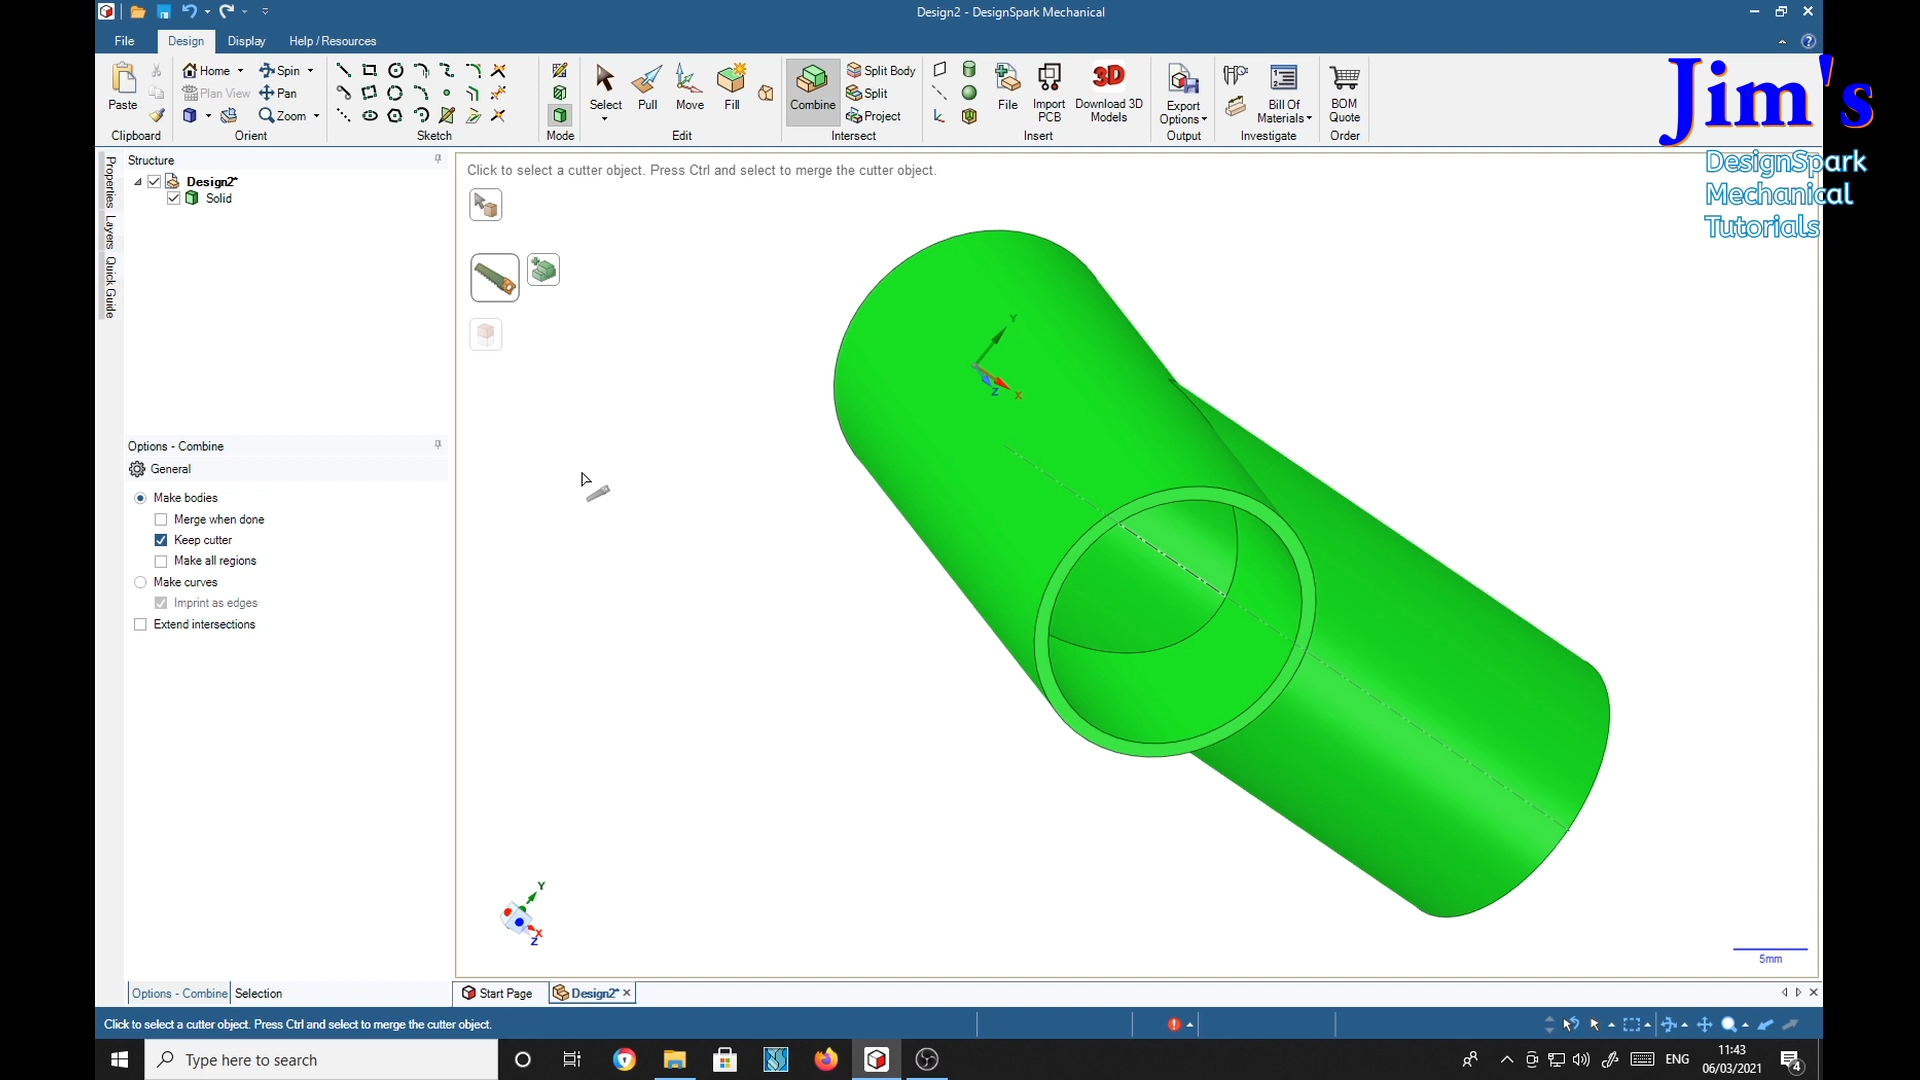 Design2 - DesignSpark Mechanical
File Design Display Help / Resources
Home Spin
Plan View Pan
Zoom
Paste
Clipboard Orient Sketch Mode
Select Pull Move Fill
Edit
Combine
Split Body
Split
Project
Intersect
File Import PCB Download 3D Models
3D
Insert
Export Options
Output
Bill Of Materials
Investigate
BOM Quote
Order
Jim's
DesignSpark
Mechanical
Tutorials
Properties
Layers
Quick Guide
Structure
Design2*
Solid
Click to select a cutter object. Press Ctrl and select to merge the cutter object.
Options - Combine
General
Make bodies
Merge when done
Keep cutter
Make all regions
Make curves
Imprint as edges
Extend intersections
Y
X
Z
Y
X
Z
5mm
Options - Combine Selection
Start Page Design2*
Click to select a cutter object. Press Ctrl and select to merge the cutter object.
Type here to search
ENG
11:43
06/03/2021
4